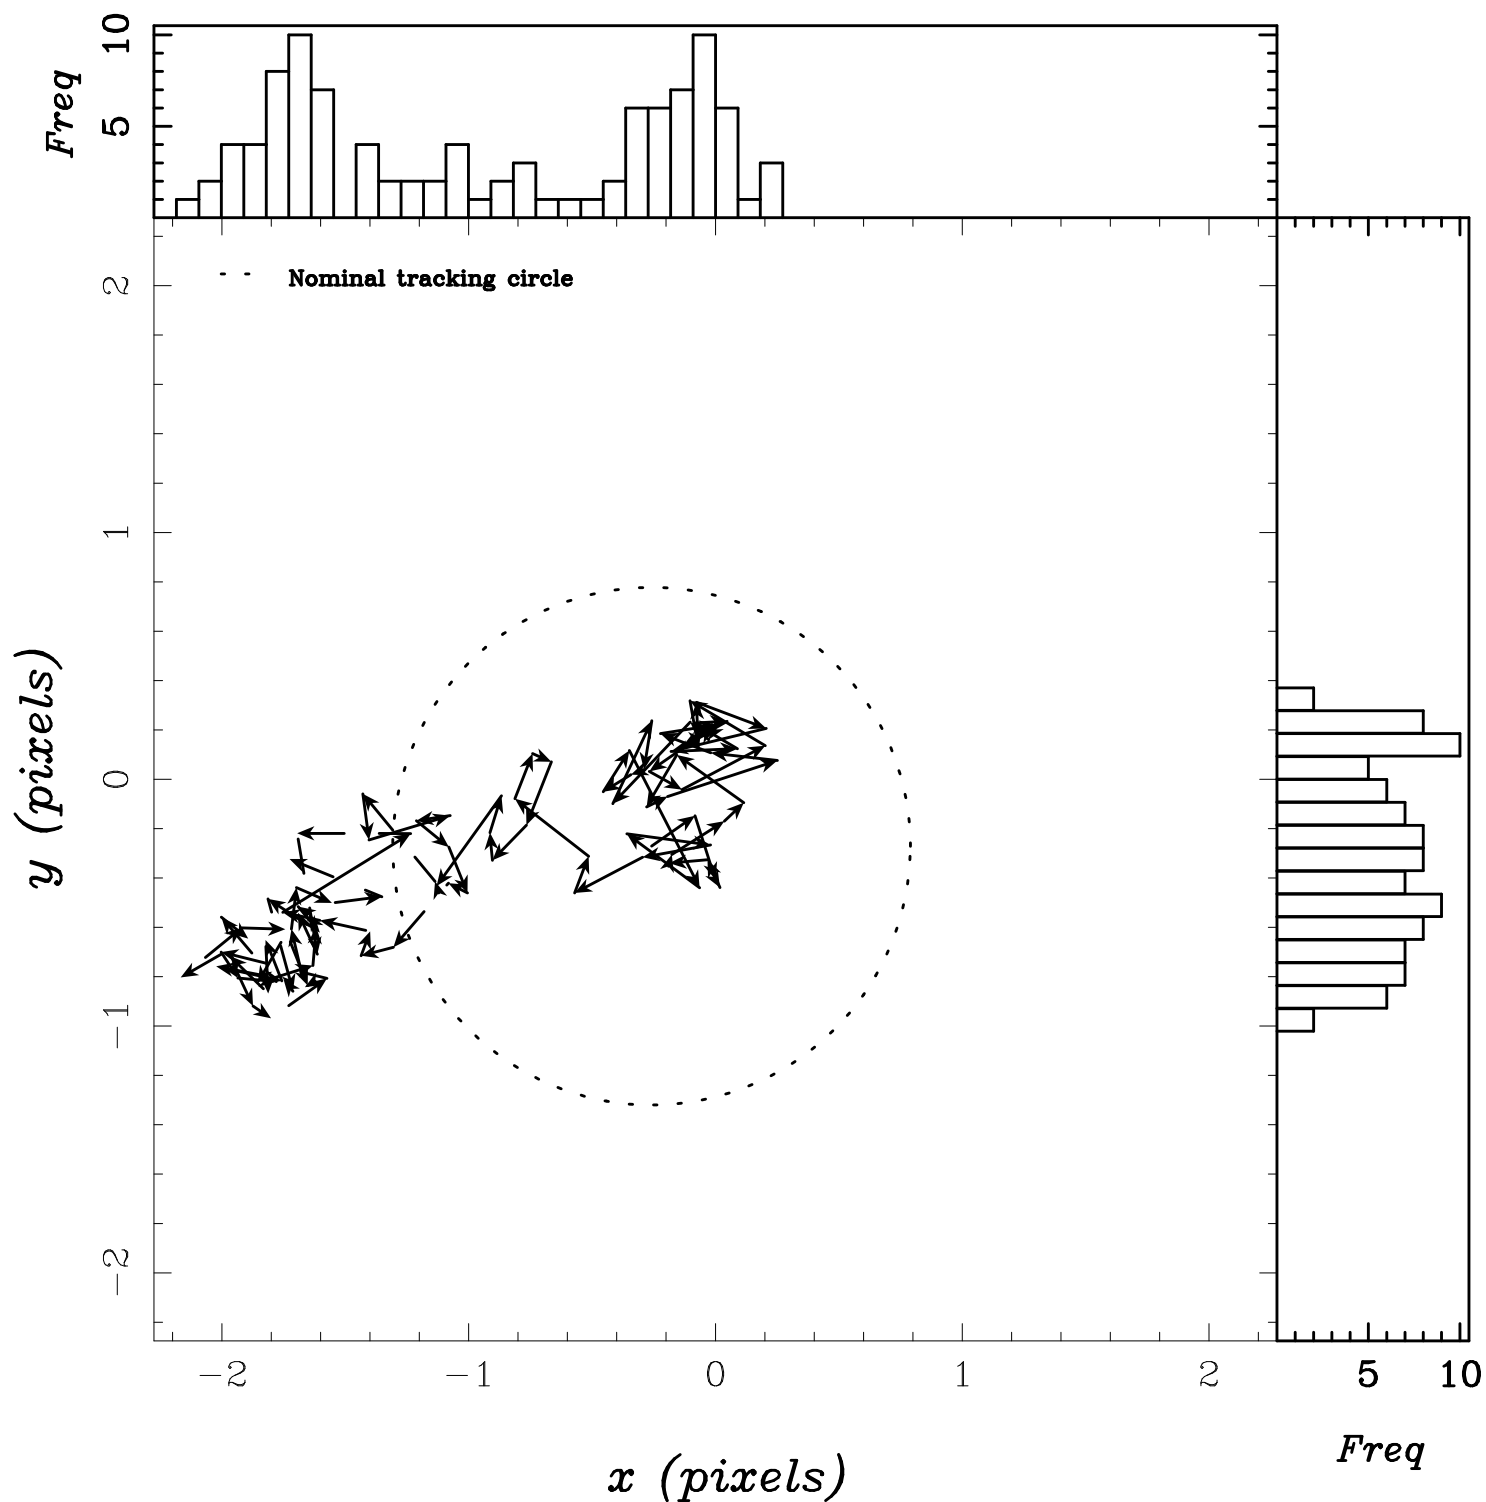 10
5
Freq
Nominal tracking circle
2
1
0
−1
−2
y (pixels)
−2 −1 0 1 2
5 10
x (pixels)
Freq